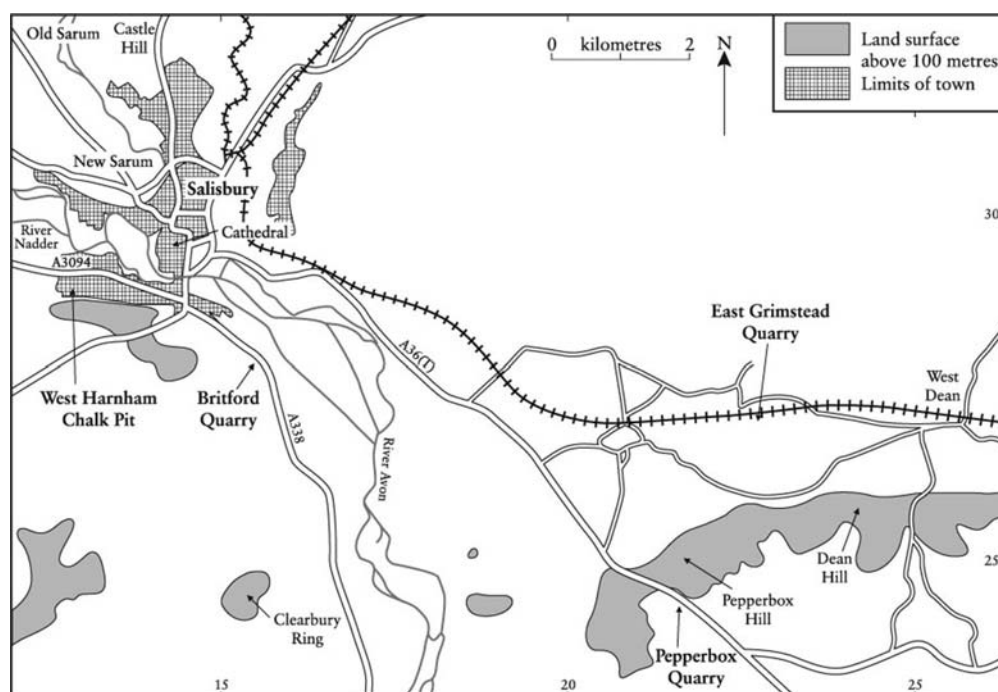 Old Sarum
Castle
Hill
0 kilometres 2
N
Land surface
above 100 metres
Limits of town
New Sarum
Salisbury
30
River
Nadder
Cathedral
A3094
A36(T)
East Grimstead
Quarry
West
Dean
West Harnham
Chalk Pit
Britford
Quarry
A338
River Avon
Dean
Hill
25
Pepperbox
Hill
Clearbury
Ring
Pepperbox
Quarry
15
20
25